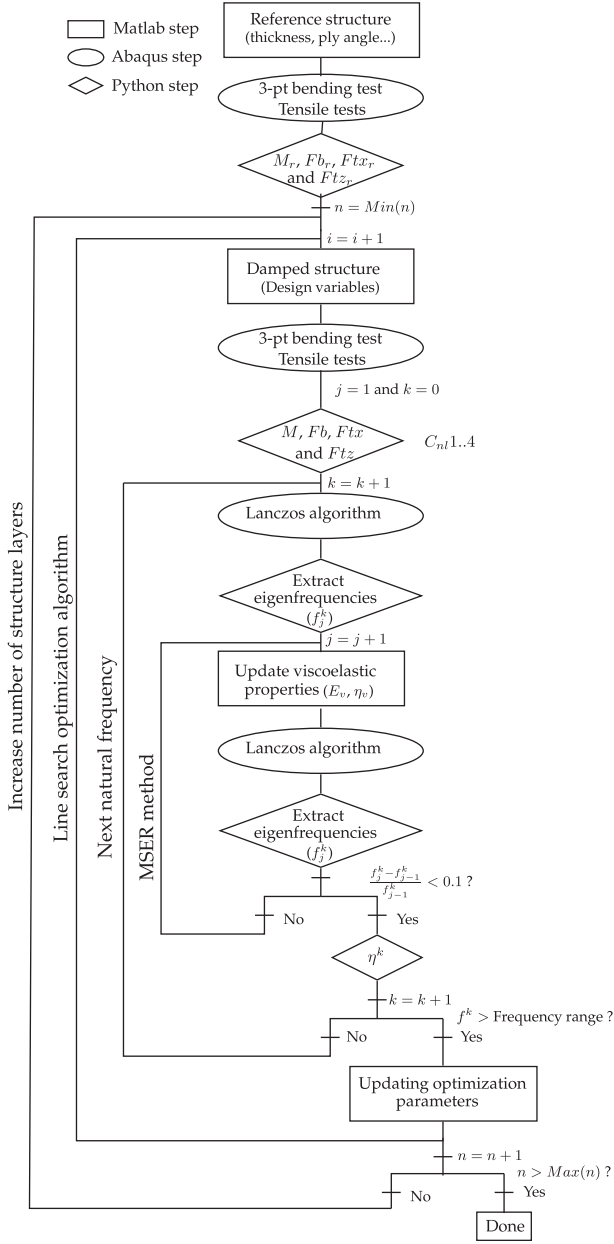 Reference structure
(thickness, ply angle...)
Matlab step
Abaqus step
Python step
3-pt bending test
Tensile tests
M_r, Fb_r, Ftx_r
and Ftz_r
n = Min(n)
i = i + 1
Damped structure
(Design variables)
3-pt bending test
Tensile tests
j = 1 and k = 0
M, Fb, Ftx
and Ftz
C_{nl}1..4
k = k + 1
Lanczos algorithm
Extract
eigenfrequencies
(f_j^k)
j = j + 1
Update viscoelastic
properties (E_v, η_v)
Lanczos algorithm
Extract
eigenfrequencies
(f_j^k)
\frac{f_j^k - f_{j-1}^k}{f_{j-1}^k} < 0.1 ?
No
Yes
η^k
k = k + 1
f^k > Frequency range ?
No
Yes
Updating optimization
parameters
n = n + 1
n > Max(n) ?
No
Yes
Done
Increase number of structure layers
Line search optimization algorithm
Next natural frequency
MSER method